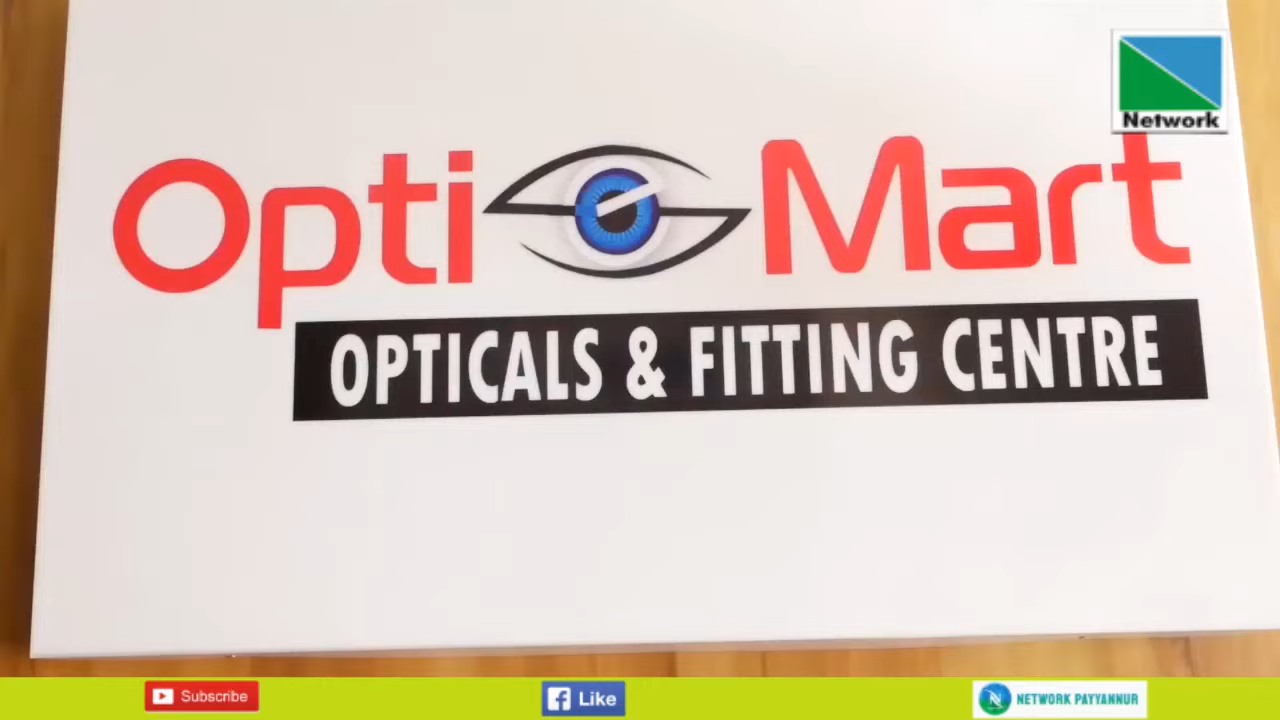 Network
Opti Mart
OPTICALS & FITTING CENTRE
Subscribe
Like
NETWORK PAYYANNUR